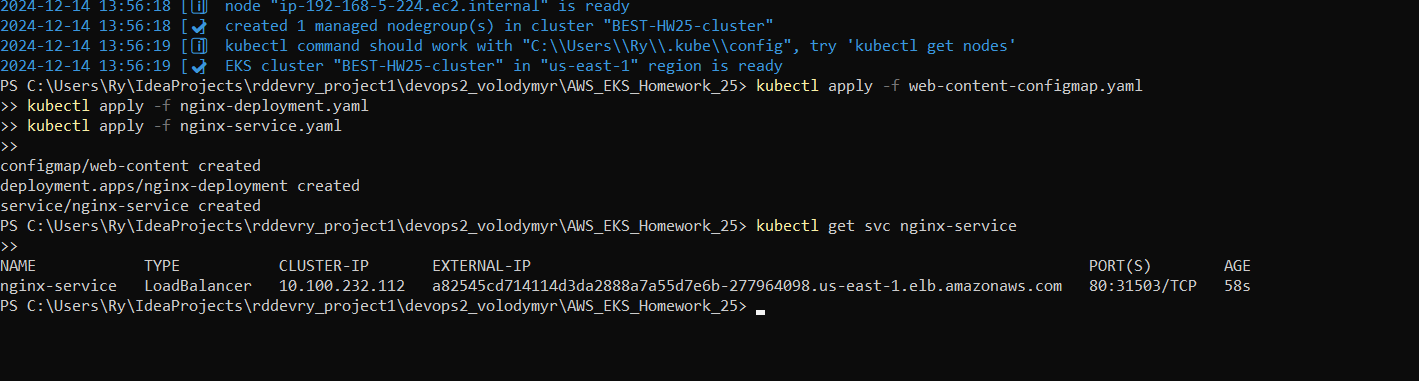 2024-12-14 13:56:18 [ℹ]  node "ip-192-168-5-224.ec2.internal" is ready
2024-12-14 13:56:18 [✔]  created 1 managed nodegroup(s) in cluster "BEST-HW25-cluster"
2024-12-14 13:56:19 [ℹ]  kubectl command should work with "C:\\Users\\Ry\\.kube\\config", try 'kubectl get nodes'
2024-12-14 13:56:19 [✔]  EKS cluster "BEST-HW25-cluster" in "us-east-1" region is ready
PS C:\Users\Ry\IdeaProjects\rddevry_project1\devops2_volodymyr\AWS_EKS_Homework_25> kubectl apply -f web-content-configmap.yaml
>> kubectl apply -f nginx-deployment.yaml
>> kubectl apply -f nginx-service.yaml
>>
configmap/web-content created
deployment.apps/nginx-deployment created
service/nginx-service created
PS C:\Users\Ry\IdeaProjects\rddevry_project1\devops2_volodymyr\AWS_EKS_Homework_25> kubectl get svc nginx-service
>>
NAME            TYPE           CLUSTER-IP       EXTERNAL-IP                                                              PORT(S)        AGE
nginx-service   LoadBalancer   10.100.232.112   a82545cd714114d3da2888a7a55d7e6b-277964098.us-east-1.elb.amazonaws.com   80:31503/TCP   58s
PS C:\Users\Ry\IdeaProjects\rddevry_project1\devops2_volodymyr\AWS_EKS_Homework_25>